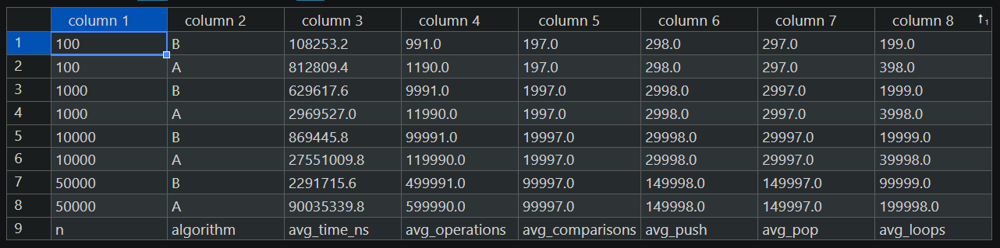 column 1 column 2 column 3 column 4 column 5 column 6 column 7 column 8 ↑1
1 100 B 108253.2 991.0 197.0 298.0 297.0 199.0
2 100 A 812809.4 1190.0 197.0 298.0 297.0 398.0
3 1000 B 629617.6 9991.0 1997.0 2998.0 2997.0 1999.0
4 1000 A 2969527.0 11990.0 1997.0 2998.0 2997.0 3998.0
5 10000 B 869445.8 99991.0 19997.0 29998.0 29997.0 19999.0
6 10000 A 27551009.8 119990.0 19997.0 29998.0 29997.0 39998.0
7 50000 B 2291715.6 499991.0 99997.0 149998.0 149997.0 99999.0
8 50000 A 90035339.8 599990.0 99997.0 149998.0 149997.0 199998.0
9 n algorithm avg_time_ns avg_operations avg_comparisons avg_push avg_pop avg_loops